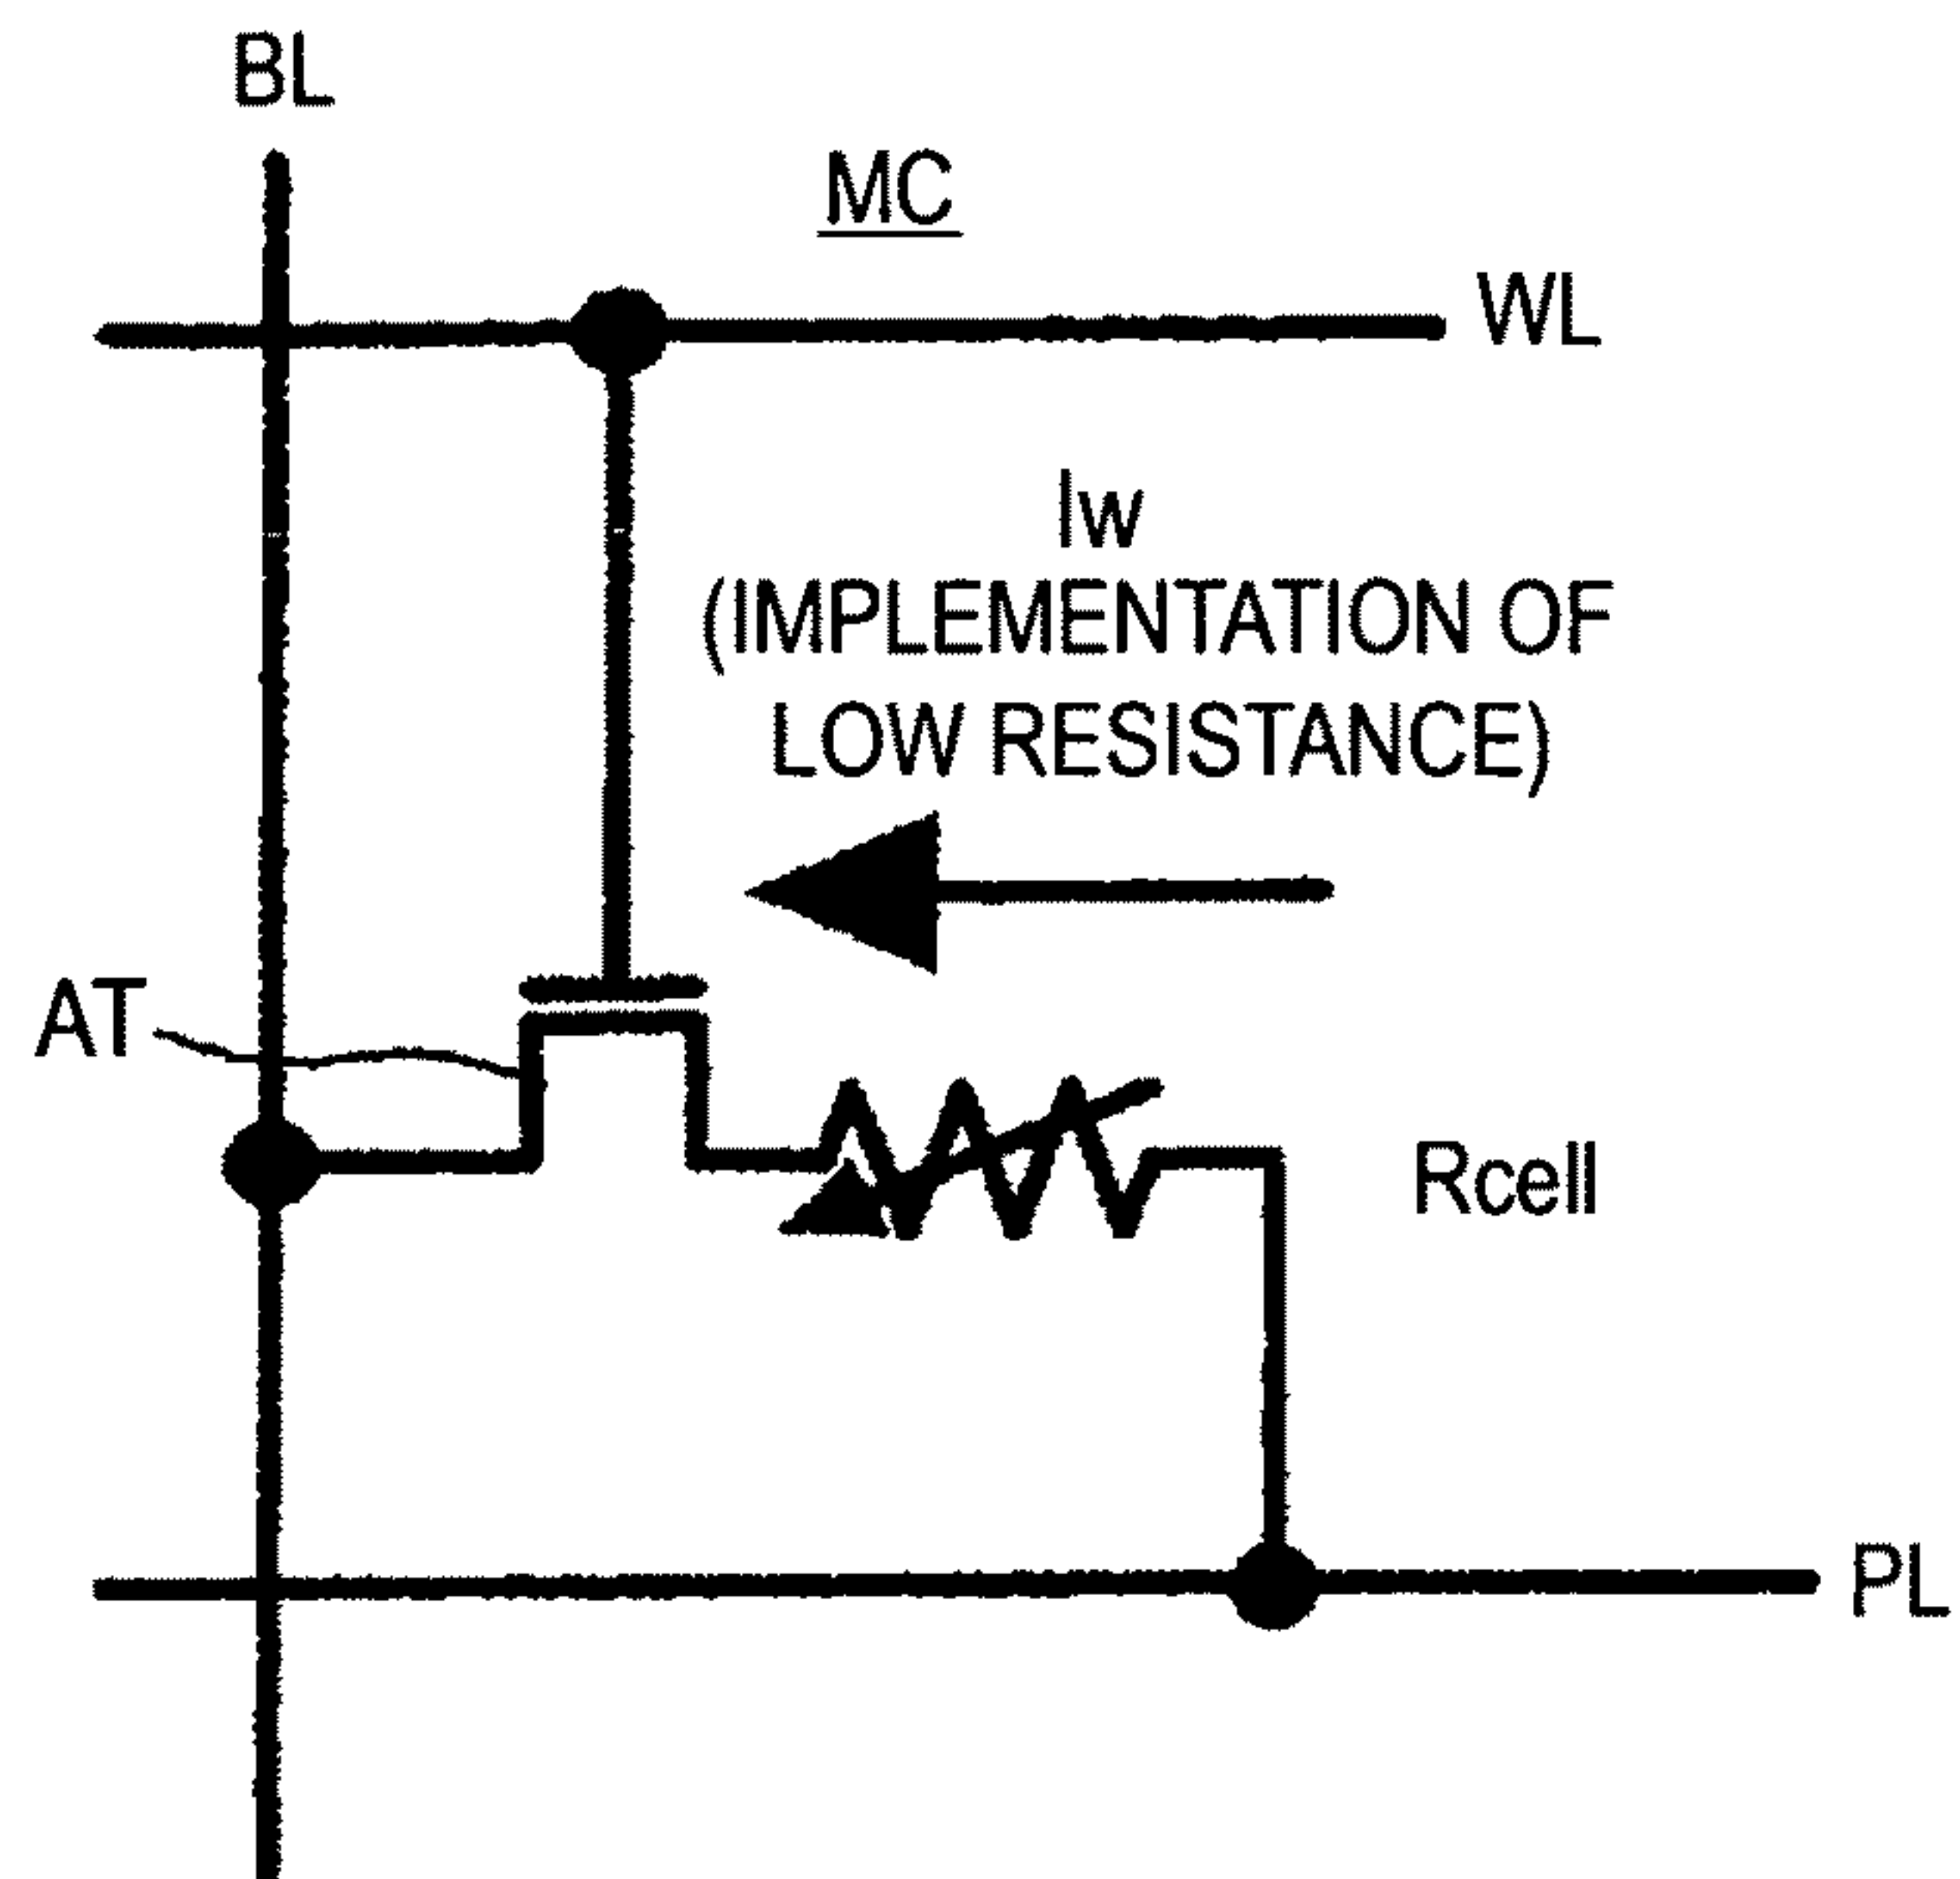 BL
MC
WL
Iw
(IMPLEMENTATION OF
LOW RESISTANCE)
AT
Rcell
PL